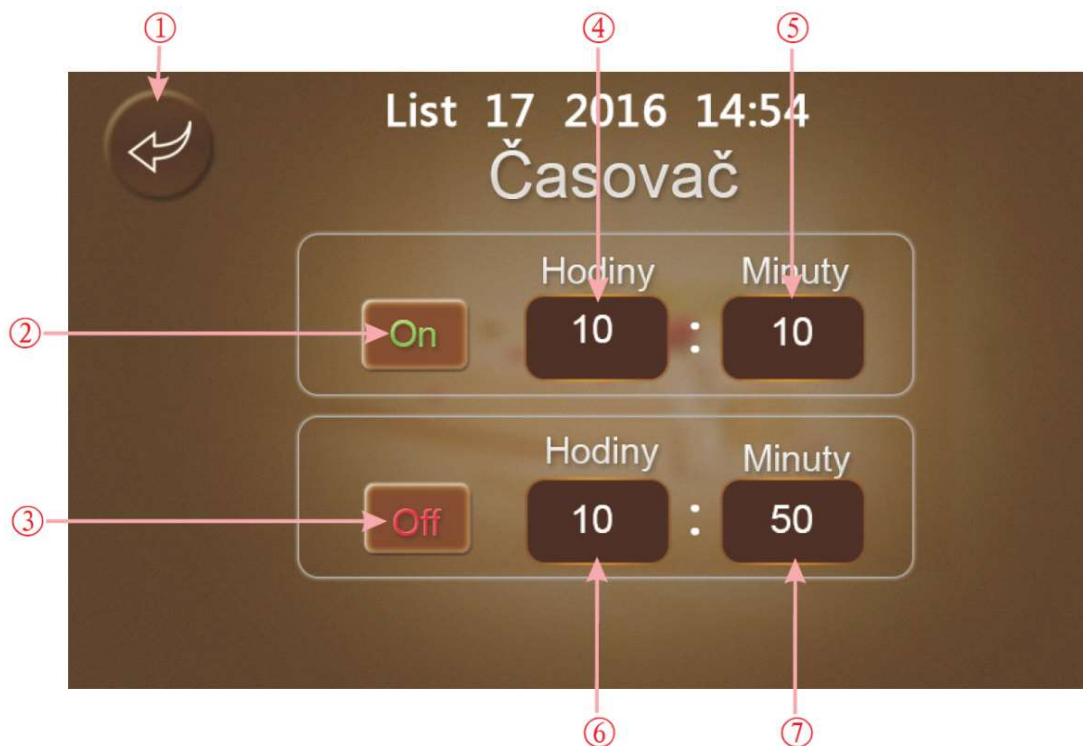 ① ④ ⑤
List 17 2016 14:54
Časovač
Hodiny Minuty
② On 10 : 10
Hodiny Minuty
③ Off 10 : 50
⑥ ⑦